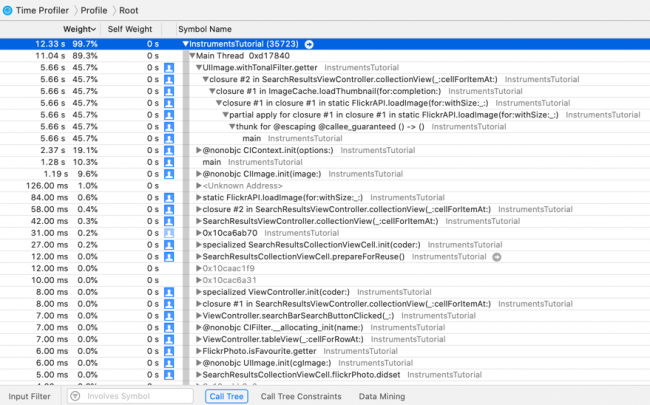 Time Profiler Profile Root
Weight Self Weight Symbol Name
12.33 s 99.7% 0 s InstrumentsTutorial (35723)
11.04 s 89.3% 0 s Main Thread 0xd17840
5.66 s 45.7% 0 s UIImage.withTonalFilter.getter InstrumentsTutorial
5.66 s 45.7% 0 s closure #2 in SearchResultsViewController.collectionView(_:cellForItemAt:) InstrumentsTutorial
5.66 s 45.7% 0 s closure #1 in ImageCache.loadThumbnail(for:completion:) InstrumentsTutorial
5.66 s 45.7% 0 s closure #1 in closure #1 in static FlickrAPI.loadImage(for:withSize:_:) InstrumentsTutorial
5.66 s 45.7% 0 s partial apply for closure #1 in closure #1 in static FlickrAPI.loadImage(for:withSize:_:) InstrumentsTutorial
5.66 s 45.7% 0 s thunk for @escaping @callee_guaranteed () -> () InstrumentsTutorial
5.66 s 45.7% 0 s main InstrumentsTutorial
2.37 s 19.1% 0 s @nonobjc CIContext.init(options:) InstrumentsTutorial
1.28 s 10.3% 0 s main InstrumentsTutorial
1.19 s 9.6% 0 s @nonobjc CIImage.init(image:) InstrumentsTutorial
126.00 ms 1.0% 0 s <Unknown Address>
84.00 ms 0.6% 0 s static FlickrAPI.loadImage(for:withSize:_:) InstrumentsTutorial
58.00 ms 0.4% 0 s closure #2 in SearchResultsViewController.collectionView(_:cellForItemAt:) InstrumentsTutorial
42.00 ms 0.3% 0 s SearchResultsViewController.collectionView(_:cellForItemAt:) InstrumentsTutorial
31.00 ms 0.2% 0 s 0x10ca6ab70 InstrumentsTutorial
27.00 ms 0.2% 0 s specialized SearchResultsCollectionViewCell.init(coder:) InstrumentsTutorial
12.00 ms 0.0% 0 s SearchResultsCollectionViewCell.prepareForReuse() InstrumentsTutorial
12.00 ms 0.0% 0 s 0x10caac1f9
10.00 ms 0.0% 0 s 0x10cac6a31
8.00 ms 0.0% 0 s specialized ViewController.init(coder:) InstrumentsTutorial
8.00 ms 0.0% 0 s closure #1 in SearchResultsViewController.collectionView(_:cellForItemAt:) InstrumentsTutorial
7.00 ms 0.0% 0 s ViewController.searchBarSearchButtonClicked(_:) InstrumentsTutorial
7.00 ms 0.0% 0 s @nonobjc CIFilter.__allocating_init(name:) InstrumentsTutorial
7.00 ms 0.0% 0 s ViewController.tableView(_:cellForRowAt:) InstrumentsTutorial
6.00 ms 0.0% 0 s FlickrPhoto.isFavourite.getter InstrumentsTutorial
6.00 ms 0.0% 0 s @nonobjc UIImage.init(cgImage:) InstrumentsTutorial
5.00 ms 0.0% 0 s SearchResultsCollectionViewCell.flickrPhoto.didset InstrumentsTutorial
Input Filter Involves Symbol Call Tree Call Tree Constraints Data Mining